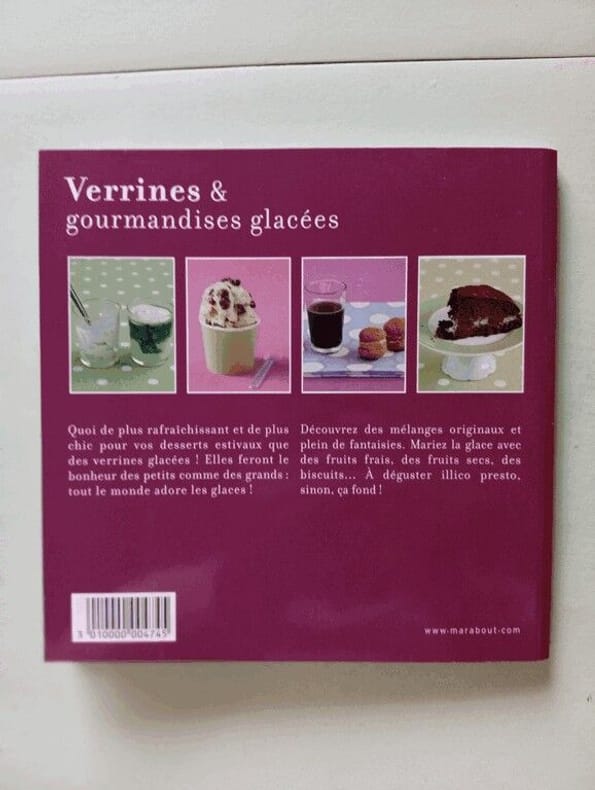 Verrines &
gourmandises glacées
Quoi de plus rafraîchissant et de plus
chic pour vos desserts estivaux que
des verrines glacées ! Elles feront le
bonheur des petits comme des grands :
tout le monde adore les glaces !
Découvrez des mélanges originaux et
plein de fantaisies. Mariez la glace avec
des fruits frais, des fruits secs, des
biscuits... À déguster illico presto,
sinon, ça fond !
3 010000 004745
www.marabout.com